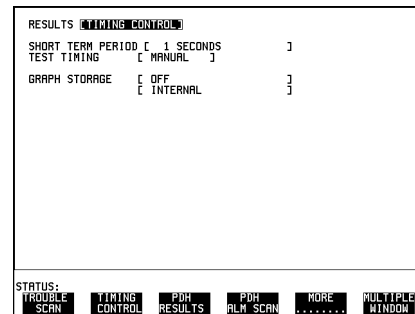 RESULTS [TIMING CONTROL]
SHORT TERM PERIOD [ 1 SECONDS ]
TEST TIMING [ MANUAL ]
GRAPH STORAGE [ OFF ]
[ INTERNAL ]
STATUS:
TROUBLE SCAN TIMING CONTROL PDH RESULTS PDH ALM SCAN MORE ........ MULTIPLE WINDOW